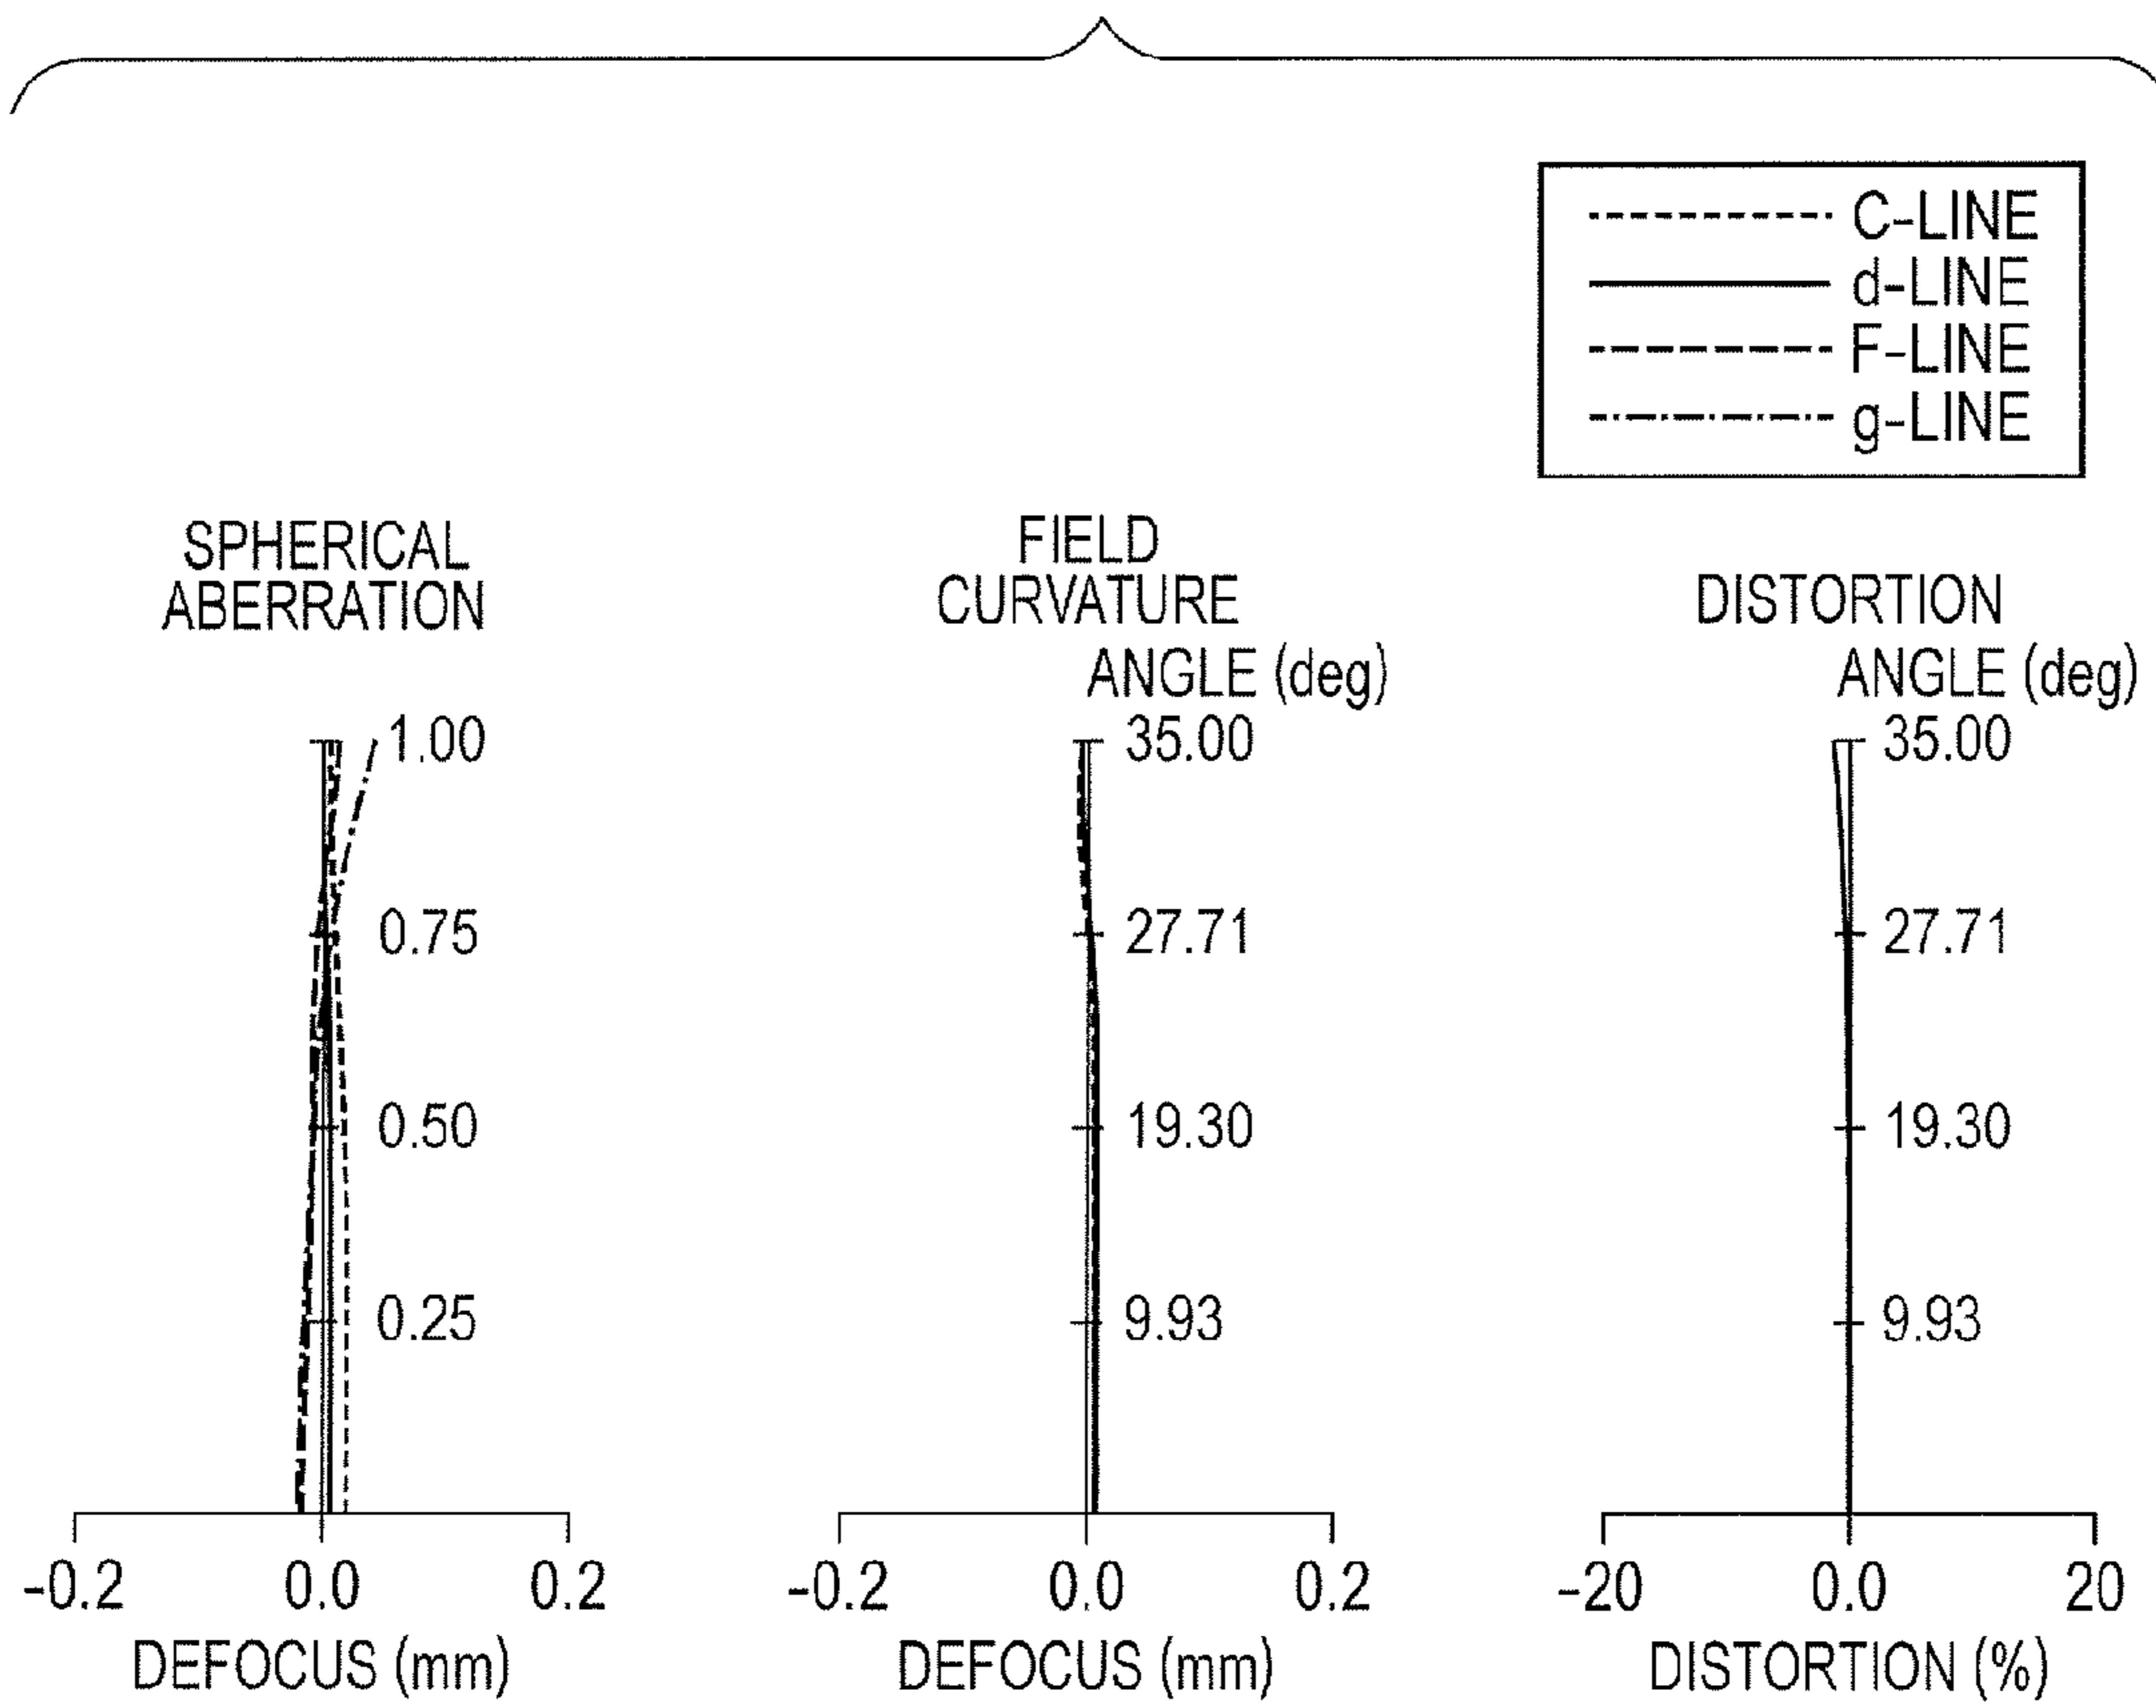 C-LINE
d-LINE
F-LINE
g-LINE
SPHERICAL
ABERRATION
1.00
0.75
0.50
0.25
-0.2 0.0 0.2
DEFOCUS (mm)
FIELD
CURVATURE
ANGLE (deg)
35.00
27.71
19.30
9.93
-0.2 0.0 0.2
DEFOCUS (mm)
DISTORTION
ANGLE (deg)
35.00
27.71
19.30
9.93
-20 0.0 20
DISTORTION (%)